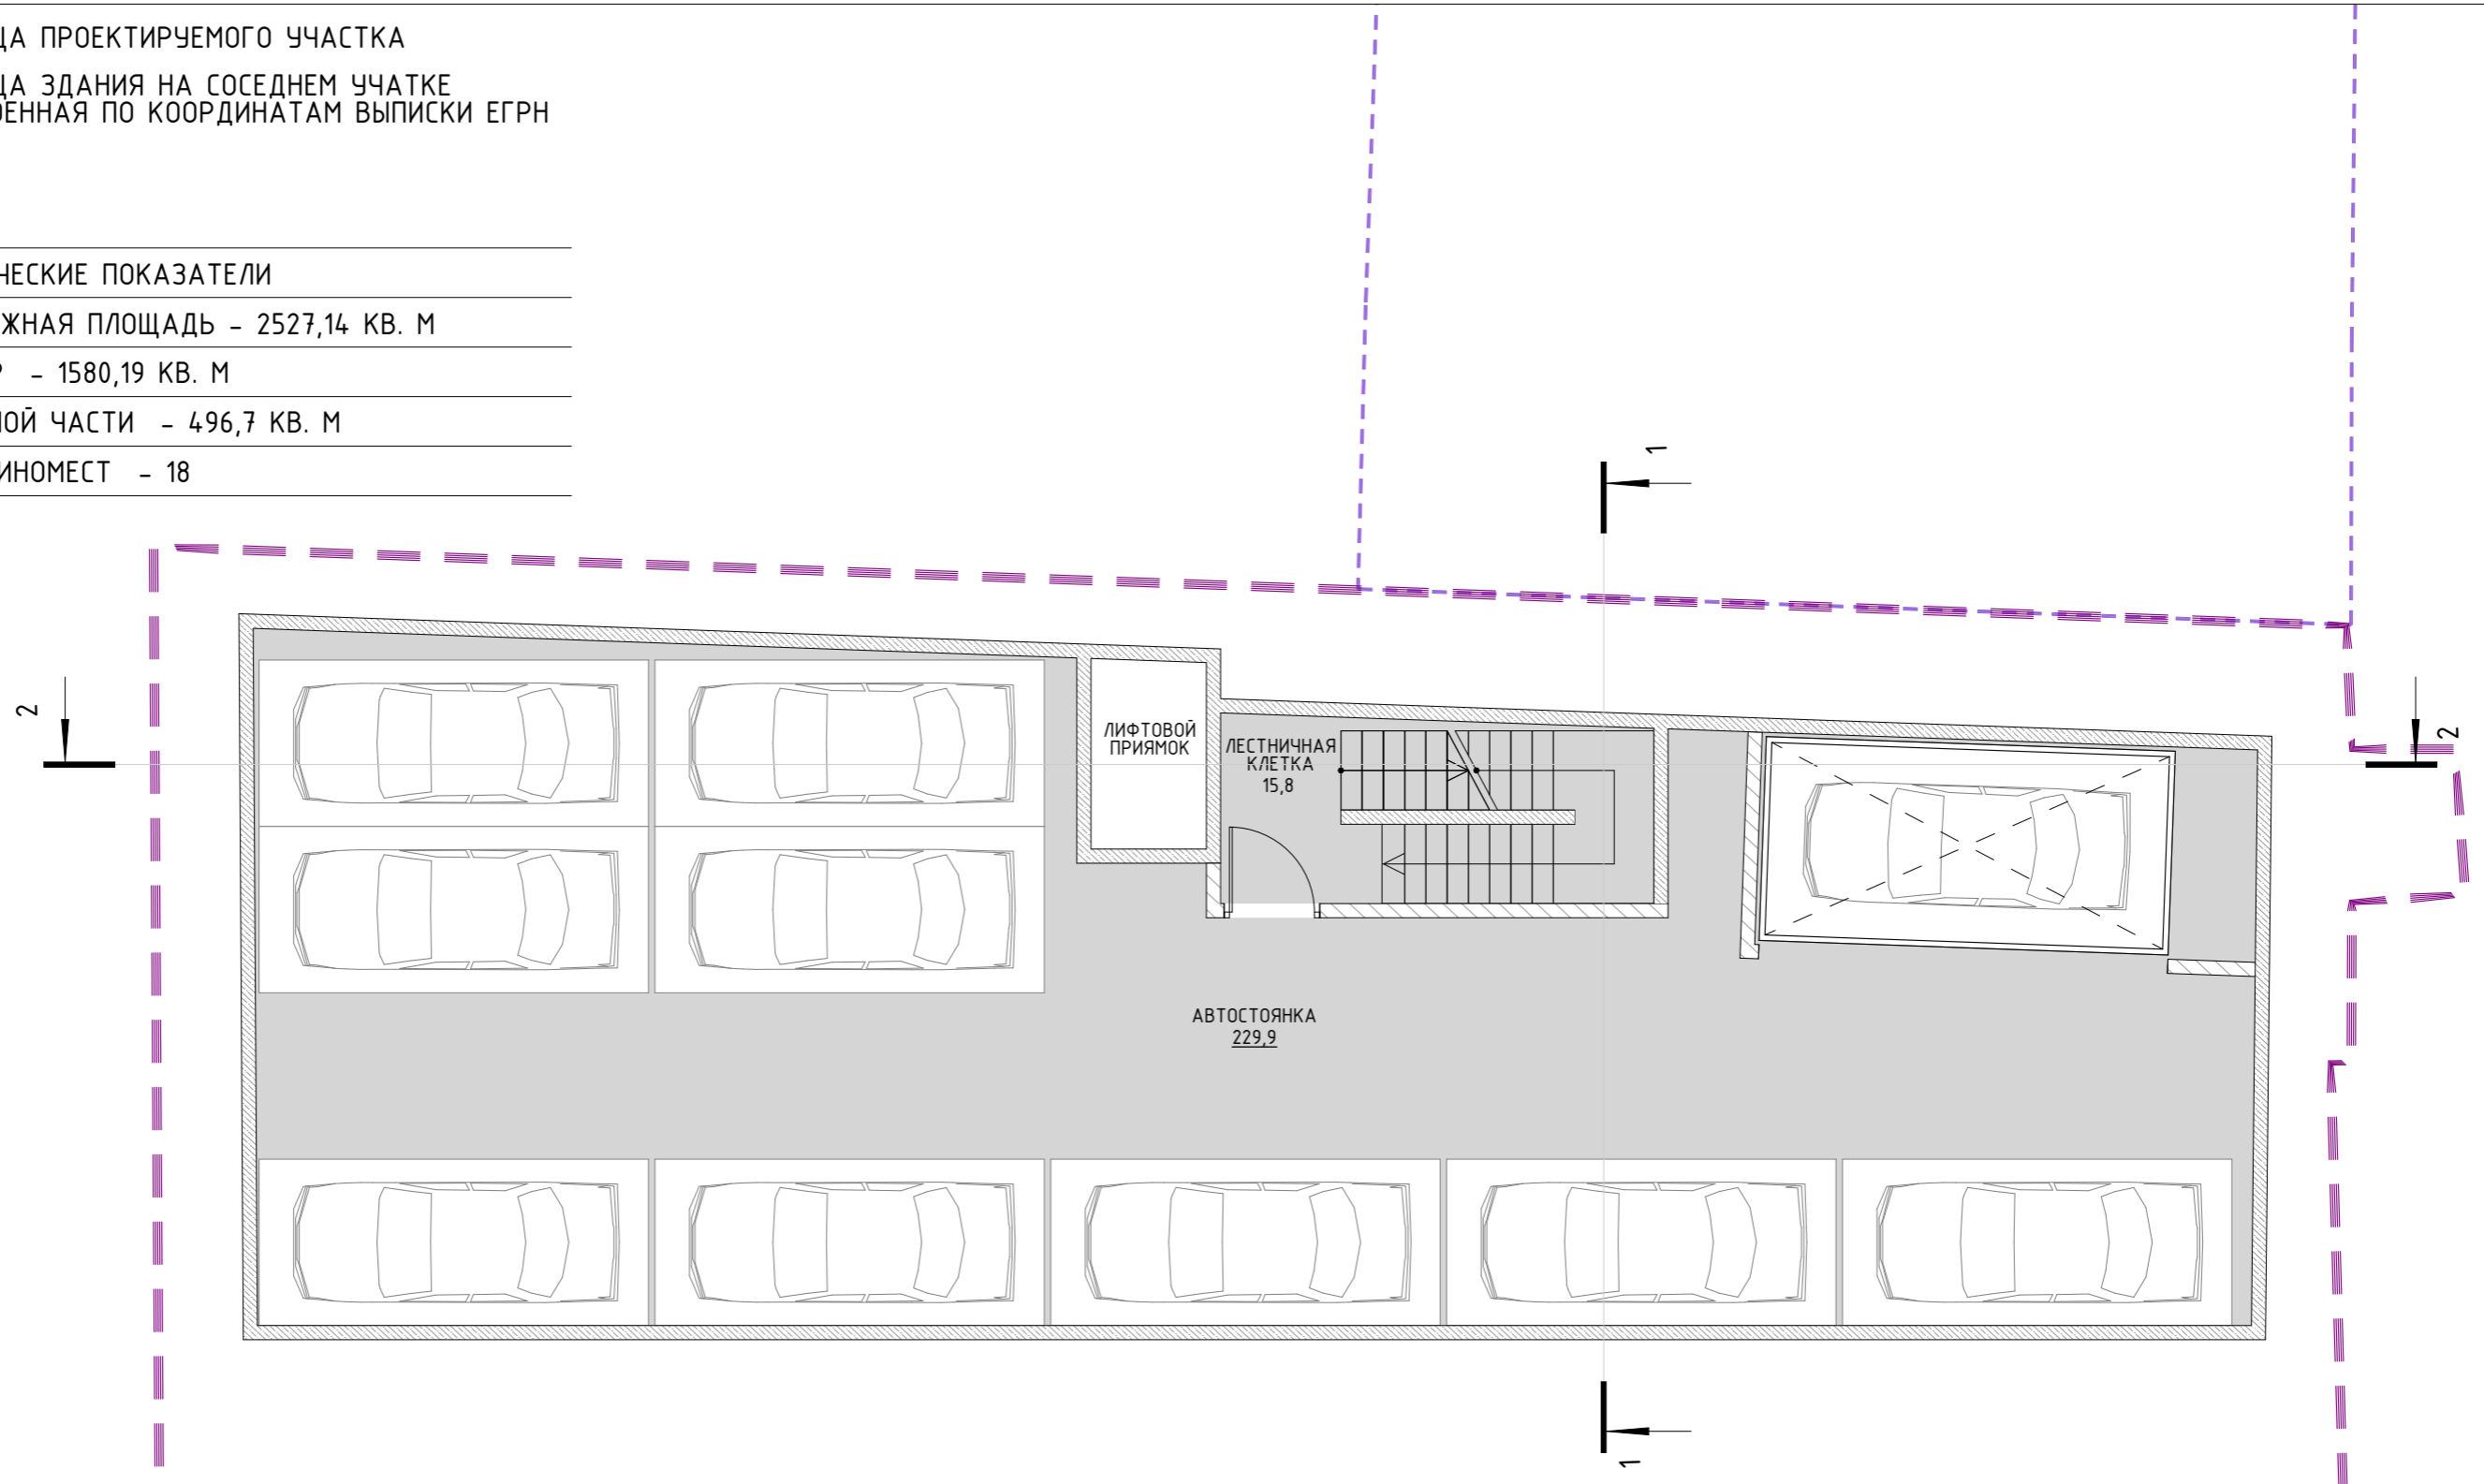 ЦА ПРОЕКТИРУЕМОГО УЧАСТКА
ЦА ЗДАНИЯ НА СОСЕДНЕМ УЧАТКЕ
ОЕННАЯ ПО КООРДИНАТАМ ВЫПИСКИ ЕГРН
ЧЕСКИЕ ПОКАЗАТЕЛИ
ЖНАЯ ПЛОЩАДЬ - 2527,14 КВ. М
Р - 1580,19 КВ. М
НОЙ ЧАСТИ - 496,7 КВ. М
ИНОМЕСТ - 18
1
2
2
ЛИФТОВОЙ
ПРИЯМОК
ЛЕСТНИЧНАЯ
КЛЕТКА
15,8
АВТОСТОЯНКА
229,9
1